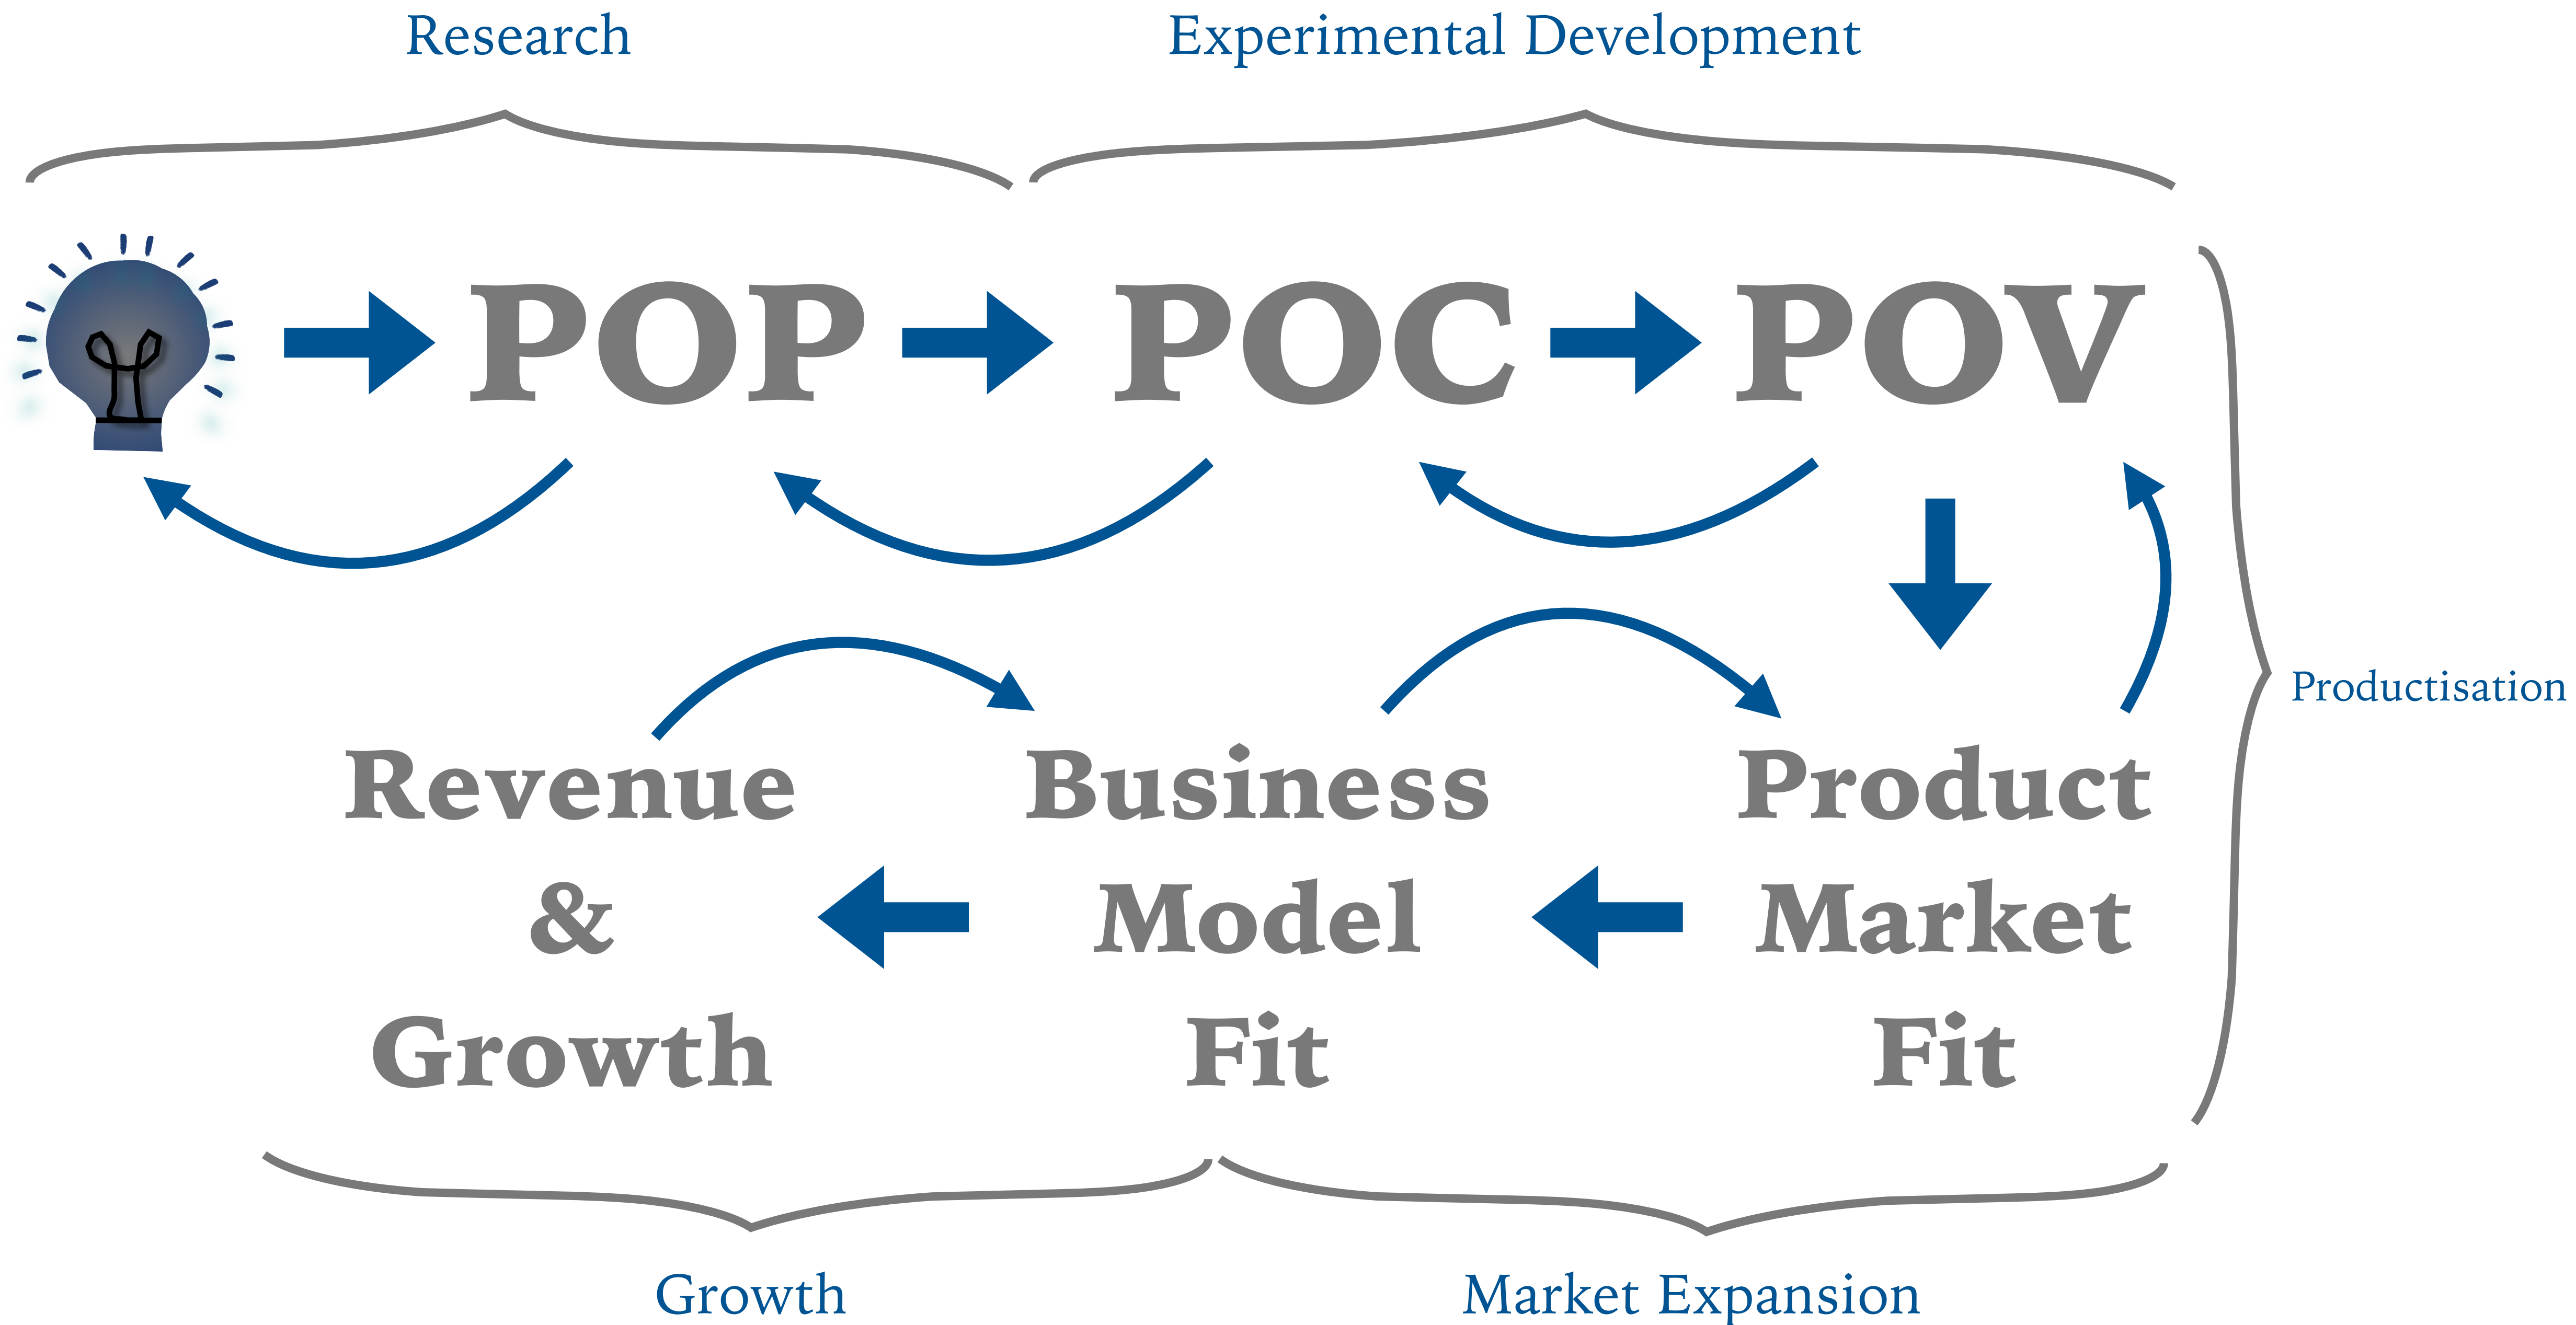 Research
Experimental Development
POP
POC
POV
Productisation
Revenue
&
Growth
Business
Model
Fit
Product
Market
Fit
Growth
Market Expansion